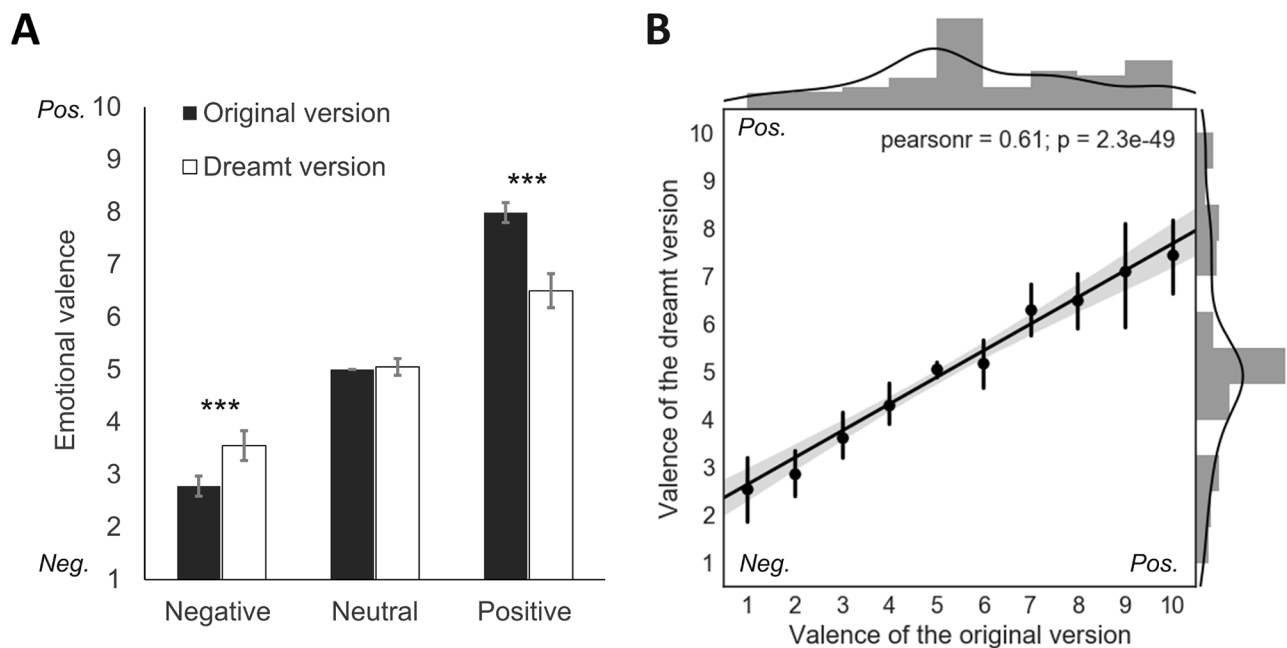 A
Pos.
10
9
8
7
6
5
4
3
2
1
Neg.
Emotional valence
Original version
Dreamt version
***
***
Negative
Neutral
Positive
B
Pos.
pearsonr = 0.61; p = 2.3e-49
10
9
8
7
6
5
4
3
2
1
Valence of the dreamt version
Neg.
Pos.
1 2 3 4 5 6 7 8 9 10
Valence of the original version